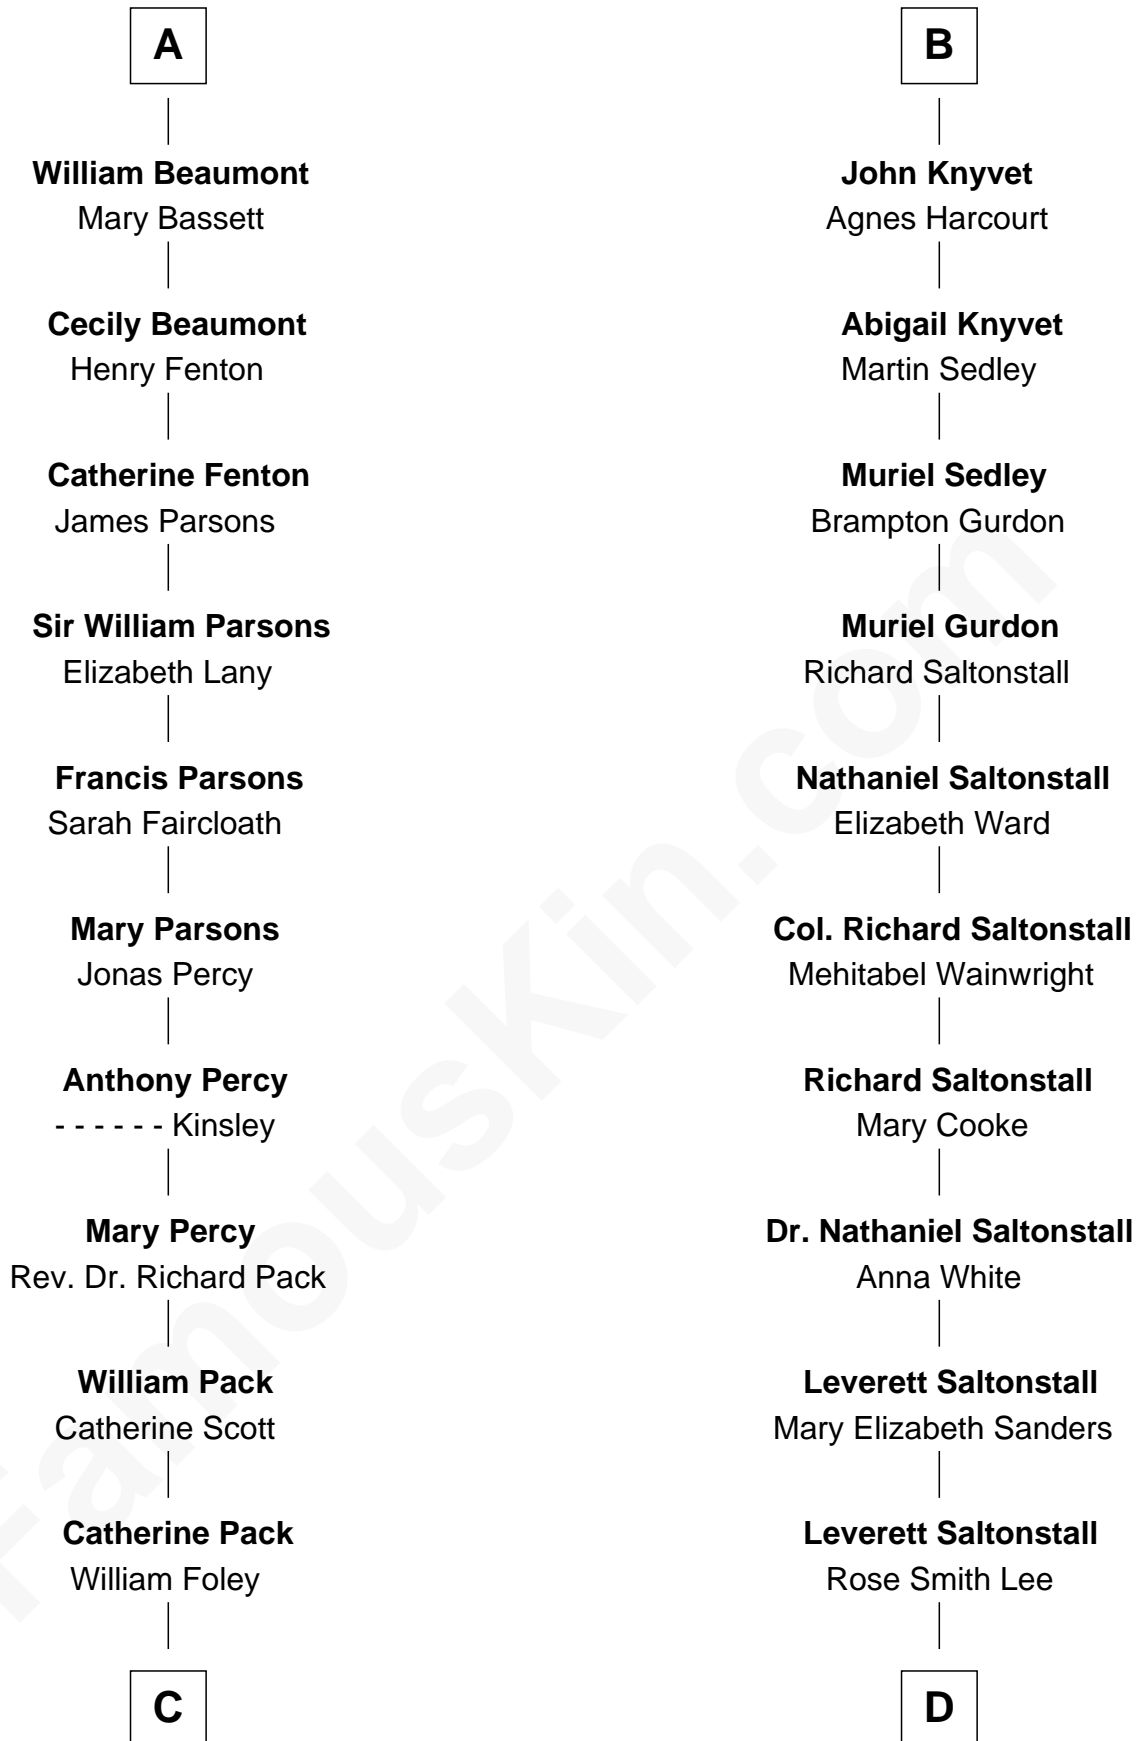 A
William Beaumont
Mary Bassett
Cecily Beaumont
Henry Fenton
Catherine Fenton
James Parsons
Sir William Parsons
Elizabeth Lany
Francis Parsons
Sarah Faircloath
Mary Parsons
Jonas Percy
Anthony Percy
- - - - - - Kinsley
Mary Percy
Rev. Dr. Richard Pack
William Pack
Catherine Scott
Catherine Pack
William Foley
C
B
John Knyvet
Agnes Harcourt
Abigail Knyvet
Martin Sedley
Muriel Sedley
Brampton Gurdon
Muriel Gurdon
Richard Saltonstall
Nathaniel Saltonstall
Elizabeth Ward
Col. Richard Saltonstall
Mehitabel Wainwright
Richard Saltonstall
Mary Cooke
Dr. Nathaniel Saltonstall
Anna White
Leverett Saltonstall
Mary Elizabeth Sanders
Leverett Saltonstall
Rose Smith Lee
D
FamousKin.com